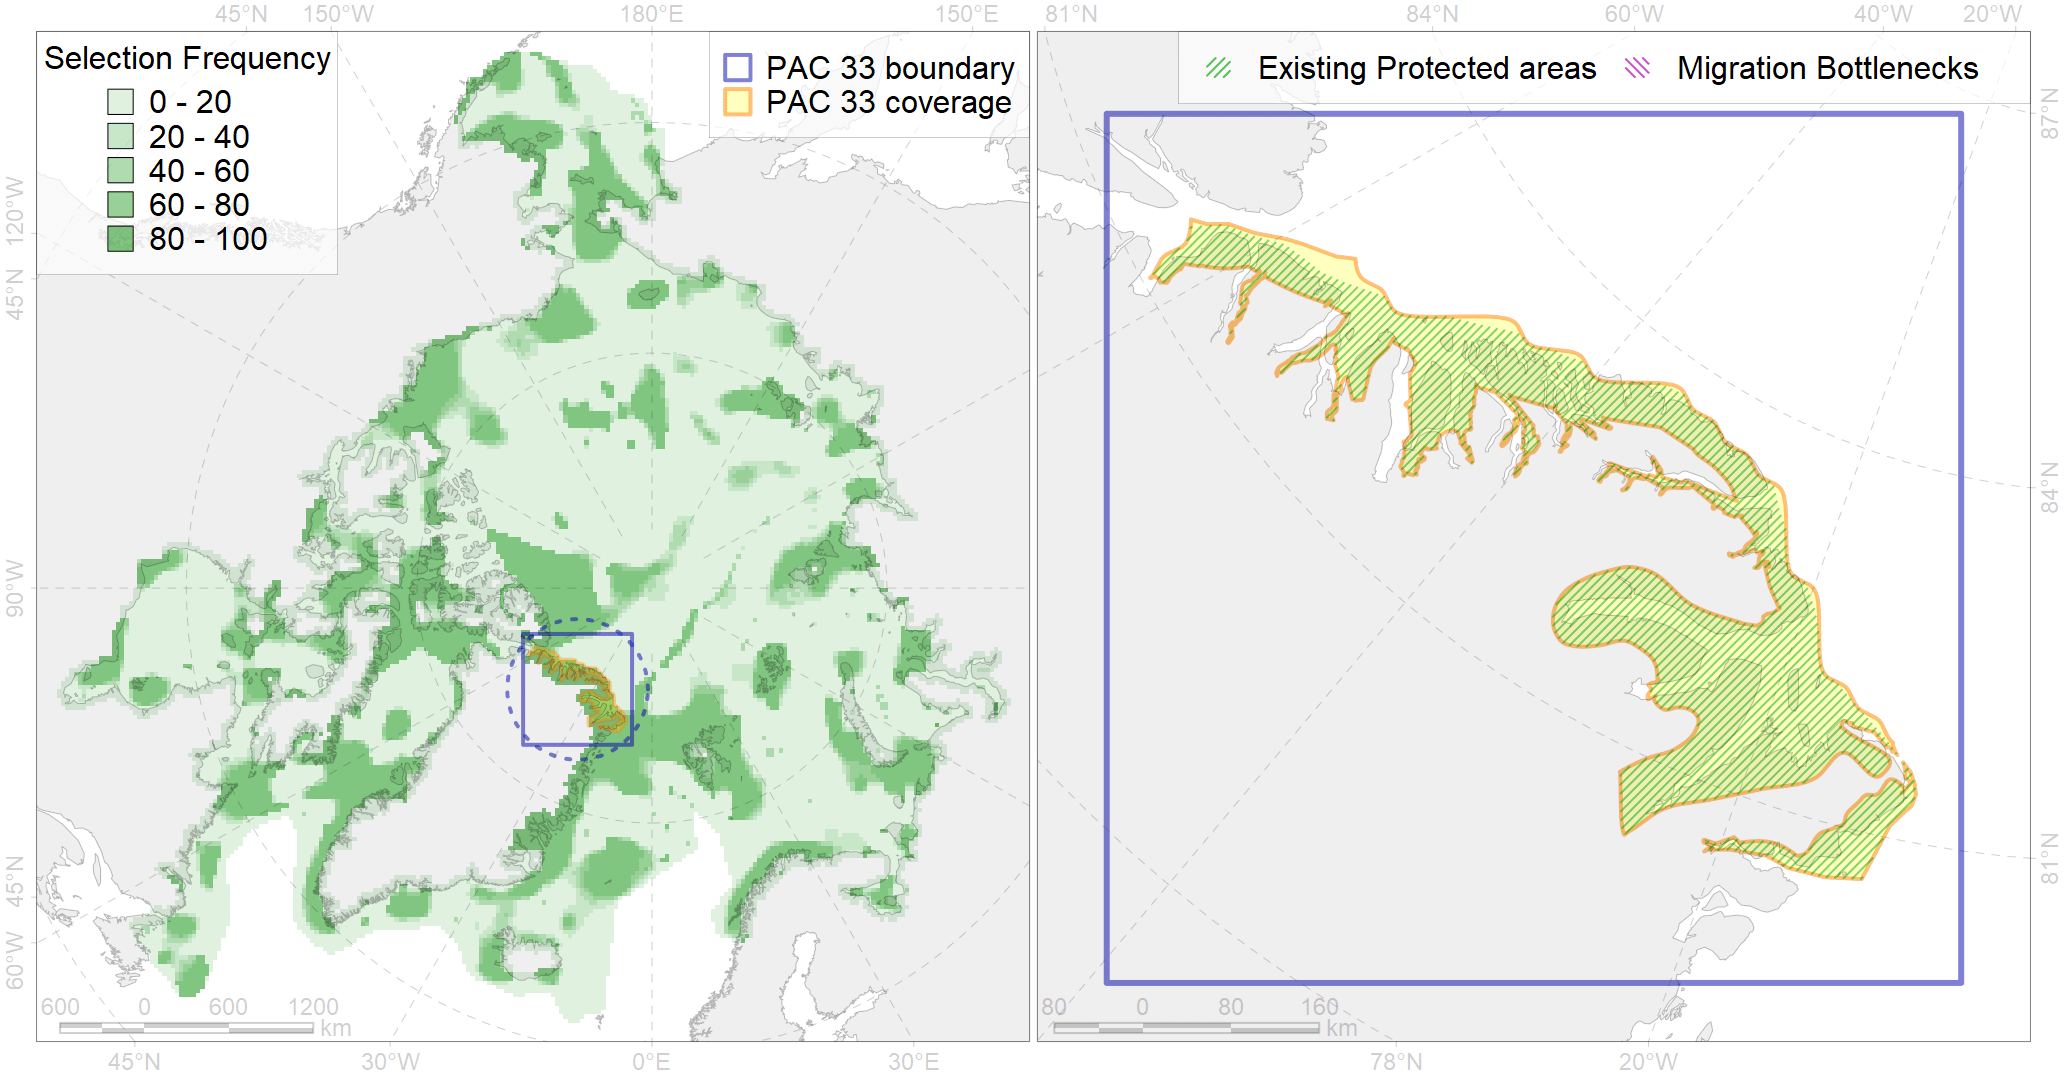 45°N 150°W 180°E 150°E 81°N 84°N 60°W 40°W 20°W
Selection Frequency
0 - 20
20 - 40
40 - 60
60 - 80
80 - 100
PAC 33 boundary
PAC 33 coverage
Existing Protected areas Migration Bottlenecks
120°W
45°N
90°W
45°N
60°W
87°N
84°N
81°N
600 0 600 1200
km
80 0 80 160
km
45°N 30°W 0°E 30°E 78°N 20°W